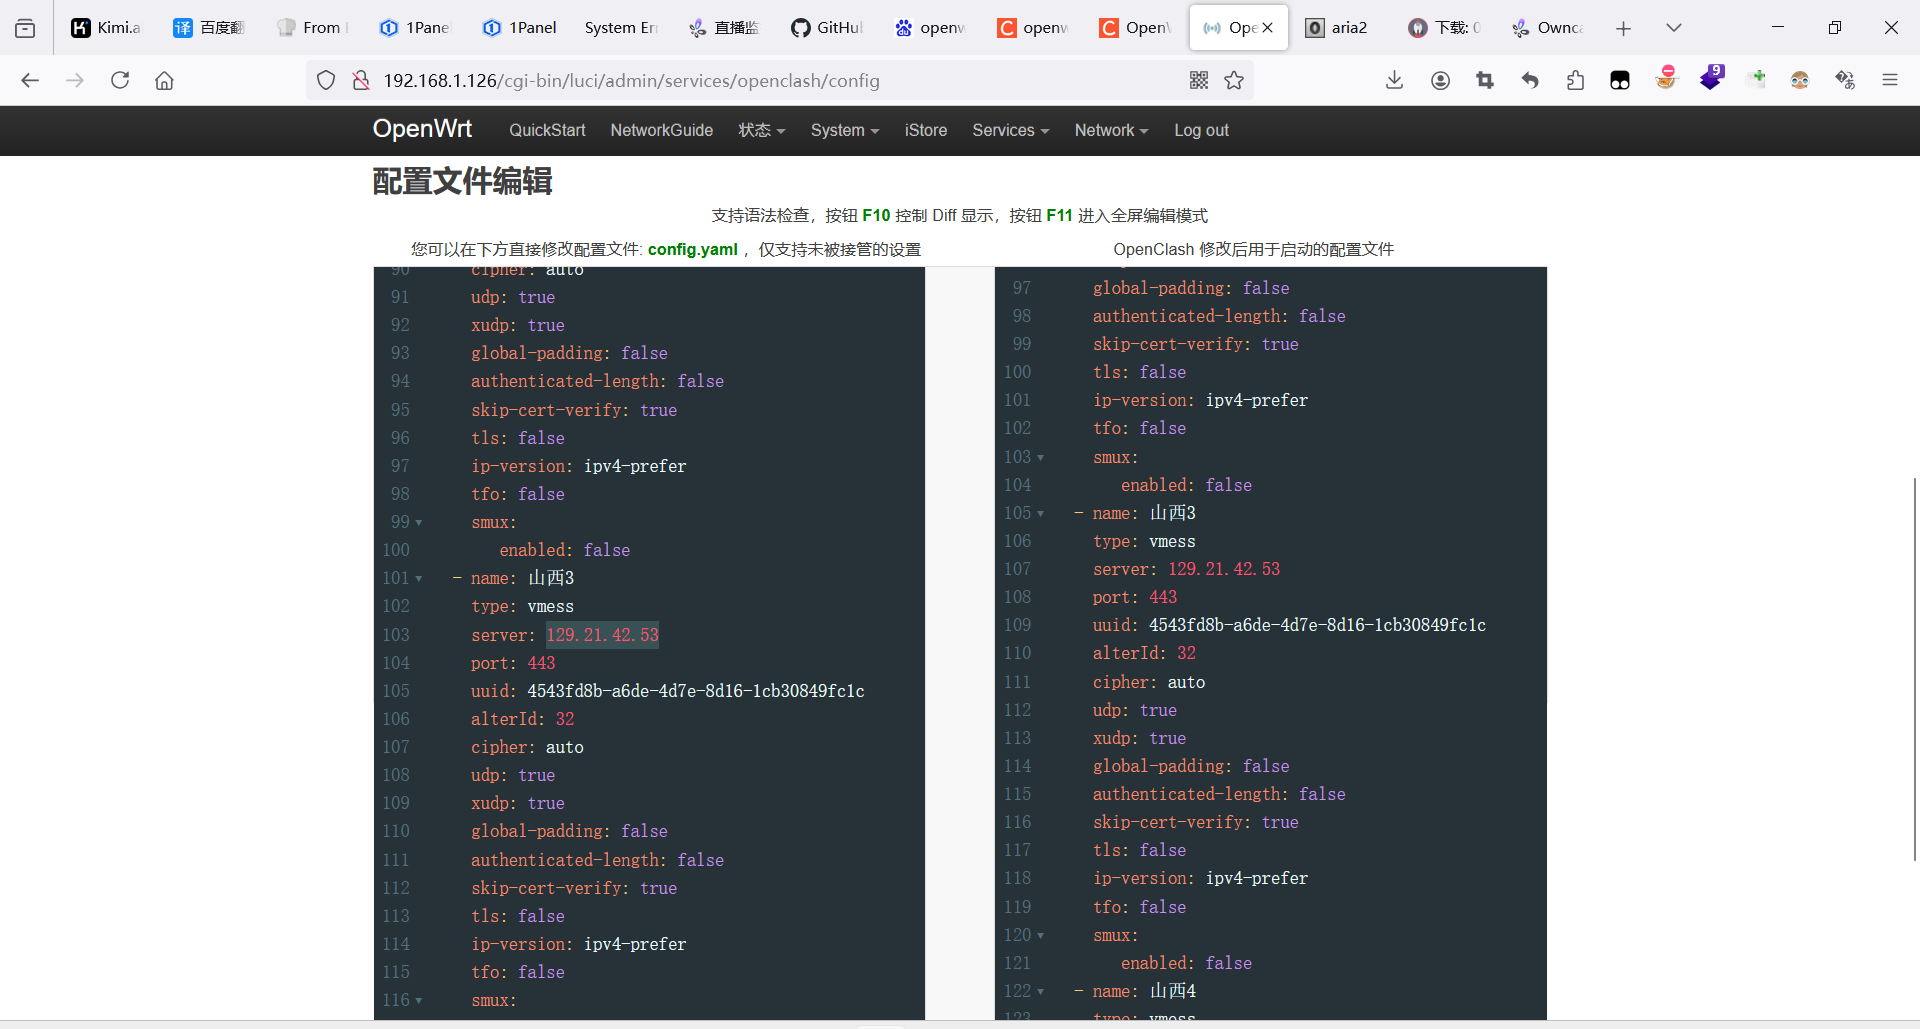 Kimi.a 百度翻 From 1Pane 1Panel System Er 直播监 GitHu openw openw Open Ope aria2 下载: 0 Ownca
192.168.1.126/cgi-bin/luci/admin/services/openclash/config 9
OpenWrt QuickStart NetworkGuide 状态 System iStore Services Network Log out
配置文件编辑
支持语法检查，按钮 F10 控制 Diff 显示，按钮 F11 进入全屏编辑模式
您可以在下方直接修改配置文件: config.yaml ，仅支持未被接管的设置
90 cipher: auto
91 udp: true
92 xudp: true
93 global-padding: false
94 authenticated-length: false
95 skip-cert-verify: true
96 tls: false
97 ip-version: ipv4-prefer
98 tfo: false
99 smux:
100 enabled: false
101 - name: 山西3
102 type: vmess
103 server: 129.21.42.53
104 port: 443
105 uuid: 4543fd8b-a6de-4d7e-8d16-1cb30849fc1c
106 alterId: 32
107 cipher: auto
108 udp: true
109 xudp: true
110 global-padding: false
111 authenticated-length: false
112 skip-cert-verify: true
113 tls: false
114 ip-version: ipv4-prefer
115 tfo: false
116 smux:
OpenClash 修改后用于启动的配置文件
97 global-padding: false
98 authenticated-length: false
99 skip-cert-verify: true
100 tls: false
101 ip-version: ipv4-prefer
102 tfo: false
103 smux:
104 enabled: false
105 - name: 山西3
106 type: vmess
107 server: 129.21.42.53
108 port: 443
109 uuid: 4543fd8b-a6de-4d7e-8d16-1cb30849fc1c
110 alterId: 32
111 cipher: auto
112 udp: true
113 xudp: true
114 global-padding: false
115 authenticated-length: false
116 skip-cert-verify: true
117 tls: false
118 ip-version: ipv4-prefer
119 tfo: false
120 smux:
121 enabled: false
122 - name: 山西4
123 type: vmess